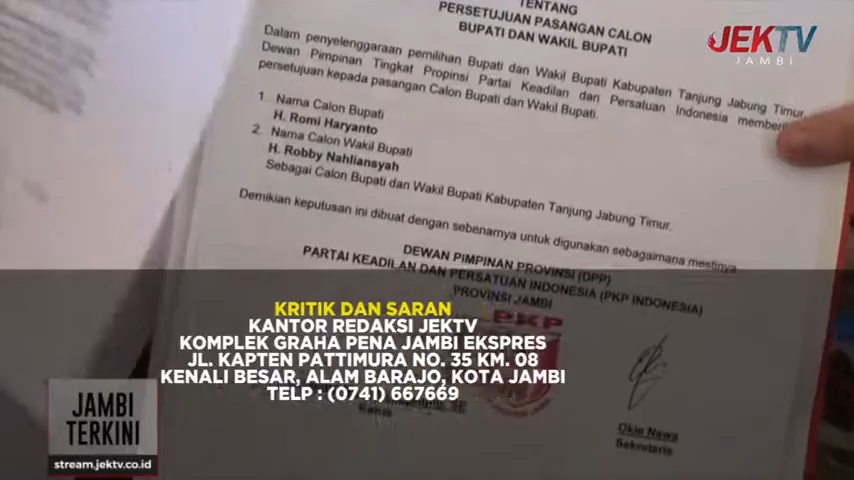 TENTANG
PERSETUJUAN PASANGAN CALON
BUPATI DAN WAKIL BUPATI
Dalam penyelenggaraan pemilihan Bupati dan Wakil Bupati Kabupaten Tanjung Jabung Timur,
Dewan Pimpinan Tingkat Propinsi Partai Keadilan dan Persatuan Indonesia
persetujuan kepada pasangan Calon Bupati dan Wakil Bupati.
1. Nama Calon Bupati
H. Romi Haryanto
2. Nama Calon Wakil Bupati
H. Robby Nahliansyah
Sebagai Calon Bupati dan Wakil Bupati Kabupaten Tanjung Jabung Timur.
Demikian keputusan ini dibuat dengan sebenarnya untuk digunakan sebagaimana mestinya
DEWAN PIMPINAN PROVINSI (DPP)
PARTAI KEADILAN DAN PERSATUAN INDONESIA (PKP INDONESIA)
PROVINSI JAMBI
PKP
Okie Nawa
Sekretaris
JEKTV
JAMBI
KRITIK DAN SARAN
KANTOR REDAKSI JEKTV
KOMPLEK GRAHA PENA JAMBI EKSPRES
JL. KAPTEN PATTIMURA NO. 35 KM. 08
KENALI BESAR, ALAM BARAJO, KOTA JAMBI
TELP : (0741) 667669
JAMBI
TERKINI
stream.jektv.co.id